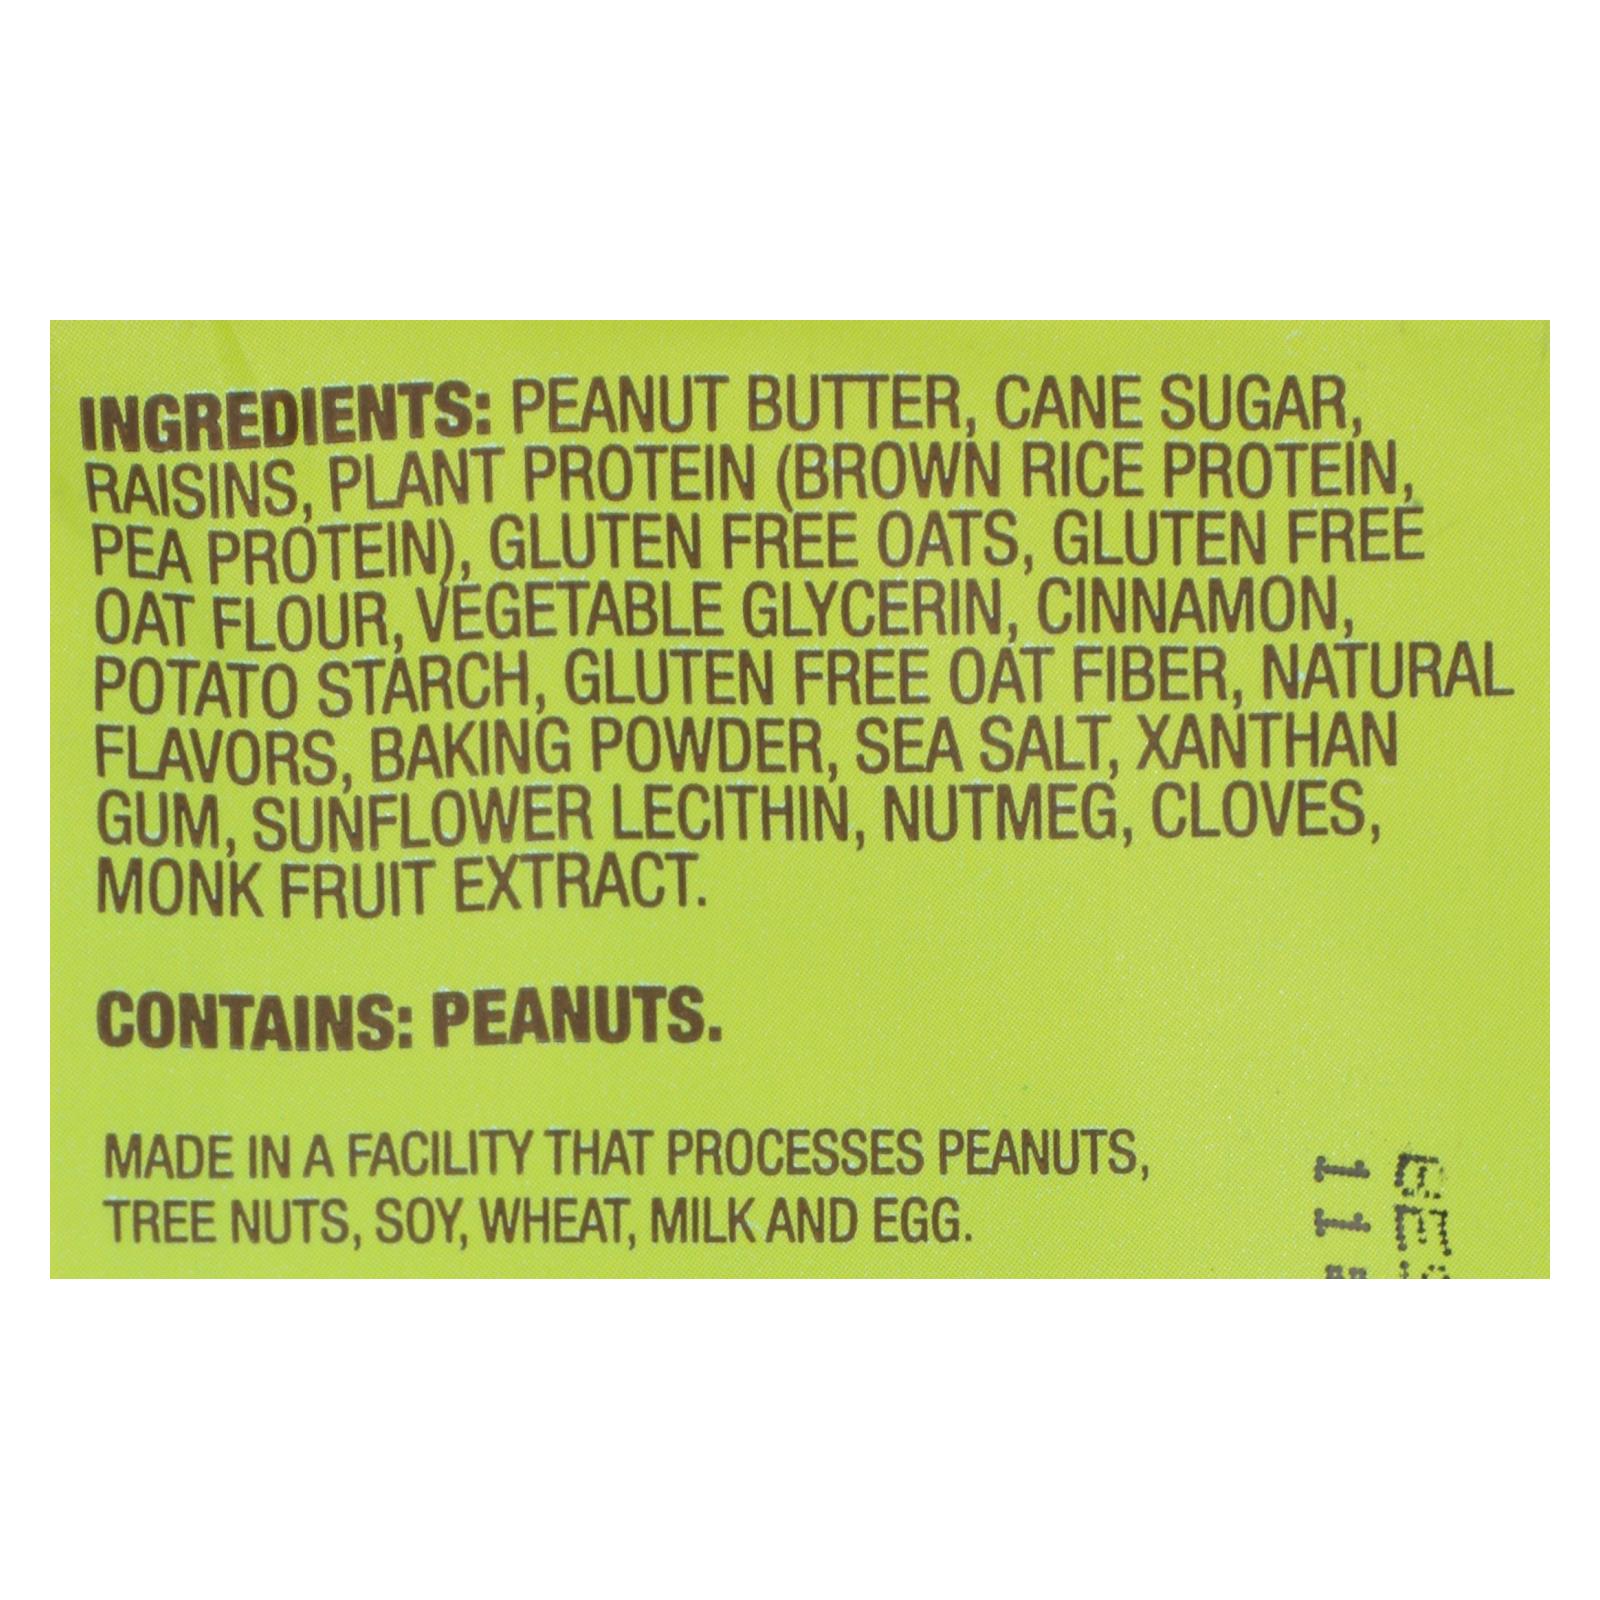 INGREDIENTS: PEANUT BUTTER, CANE SUGAR,
RAISINS, PLANT PROTEIN (BROWN RICE PROTEIN,
PEA PROTEIN), GLUTEN FREE OATS, GLUTEN FREE
OAT FLOUR, VEGETABLE GLYCERIN, CINNAMON,
POTATO STARCH, GLUTEN FREE OAT FIBER, NATURAL
FLAVORS, BAKING POWDER, SEA SALT, XANTHAN
GUM, SUNFLOWER LECITHIN, NUTMEG, CLOVES,
MONK FRUIT EXTRACT.
CONTAINS: PEANUTS.
MADE IN A FACILITY THAT PROCESSES PEANUTS,
TREE NUTS, SOY, WHEAT, MILK AND EGG.